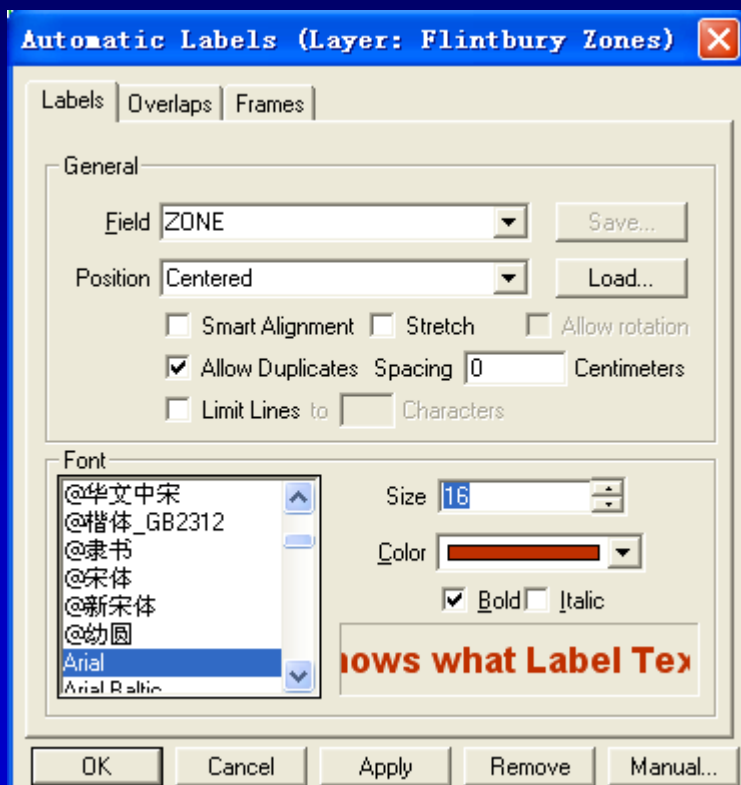 Automatic Labels (Layer: Flintbury Zones)
Labels Overlaps Frames
General
Field ZONE Save...
Position Centered Load...
Smart Alignment Stretch Allow rotation
Allow Duplicates Spacing 0 Centimeters
Limit Lines to Characters
Font
@华文中宋
@楷体_GB2312
@隶书
@宋体
@新宋体
@幼圆
Arial
Arial Baltic
Size 16
Color
Bold Italic
hows what Label Tex
OK Cancel Apply Remove Manual...